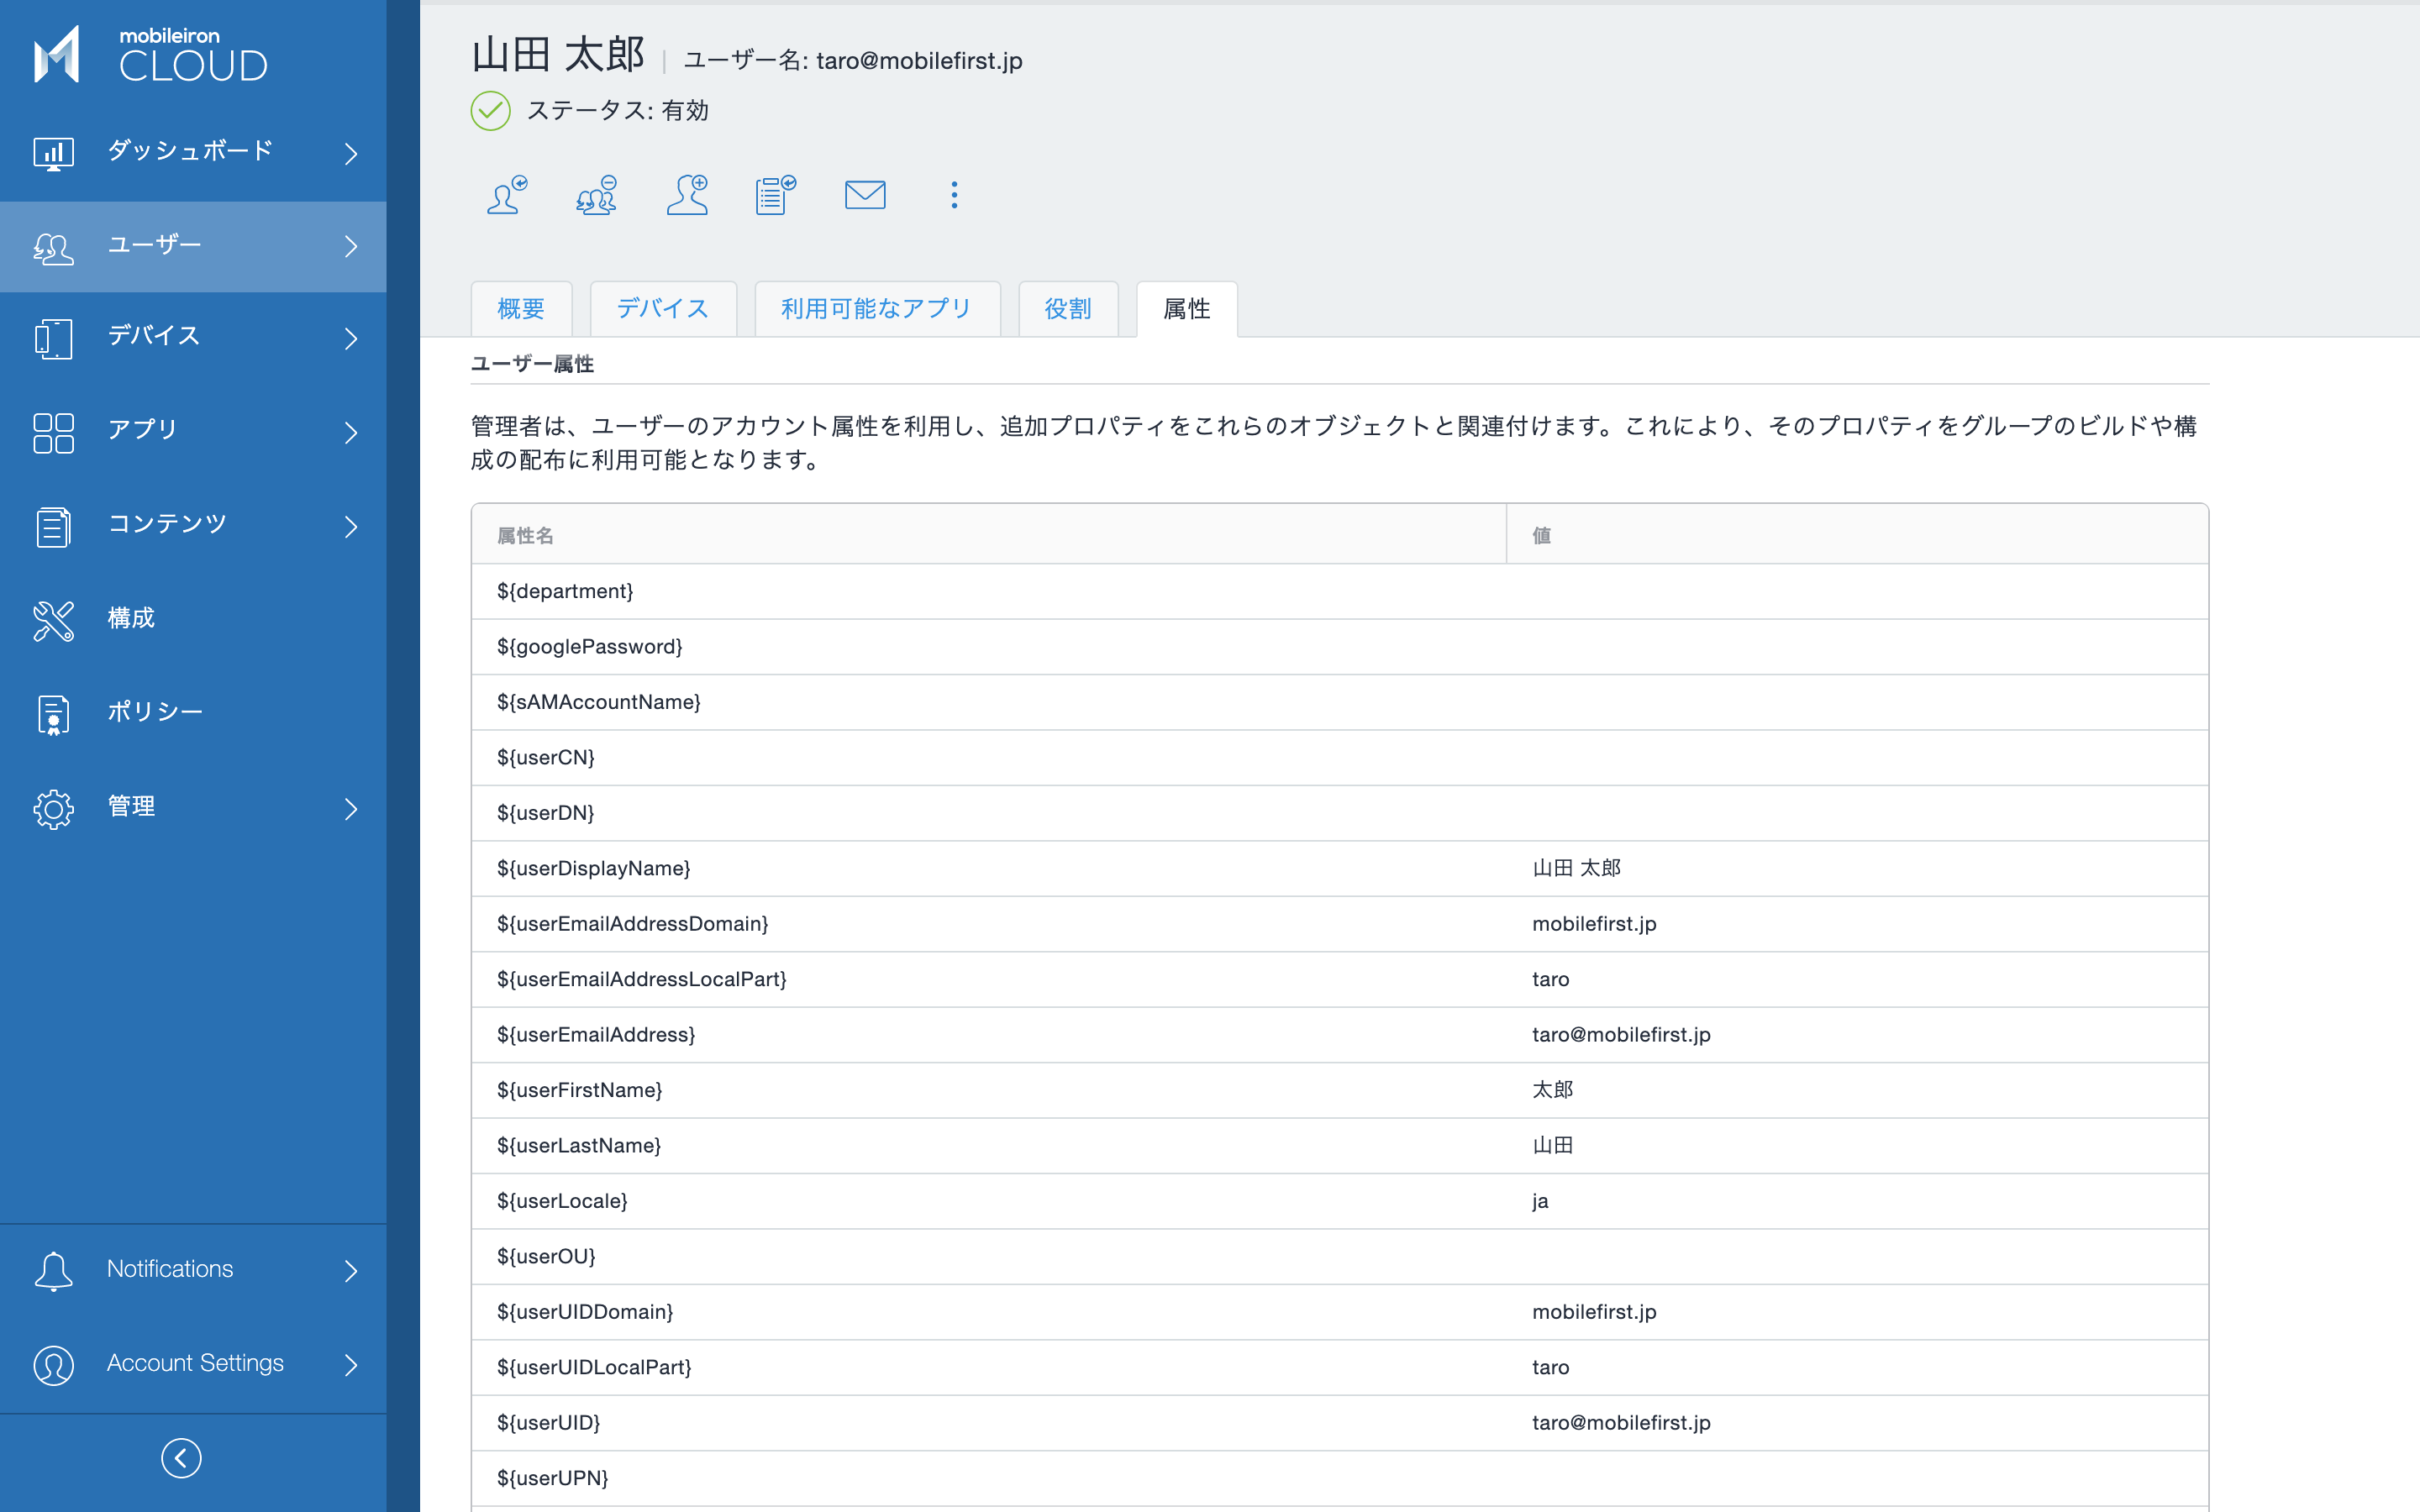 mobileiron
CLOUD
ダッシュボード
ユーザー
デバイス
アプリ
コンテンツ
構成
ポリシー
管理
Notifications
Account Settings
山田 太郎 | ユーザー名: taro@mobilefirst.jp
ステータス: 有効
概要 デバイス 利用可能なアプリ 役割 属性
ユーザー属性
管理者は、ユーザーのアカウント属性を利用し、追加プロパティをこれらのオブジェクトと関連付けます。これにより、そのプロパティをグループのビルドや構
成の配布に利用可能となります。
属性名 値
${department}
${googlePassword}
${sAMAccountName}
${userCN}
${userDN}
${userDisplayName} 山田 太郎
${userEmailAddressDomain} mobilefirst.jp
${userEmailAddressLocalPart} taro
${userEmailAddress} taro@mobilefirst.jp
${userFirstName} 太郎
${userLastName} 山田
${userLocale} ja
${userOU}
${userUIDDomain} mobilefirst.jp
${userUIDLocalPart} taro
${userUID} taro@mobilefirst.jp
${userUPN}